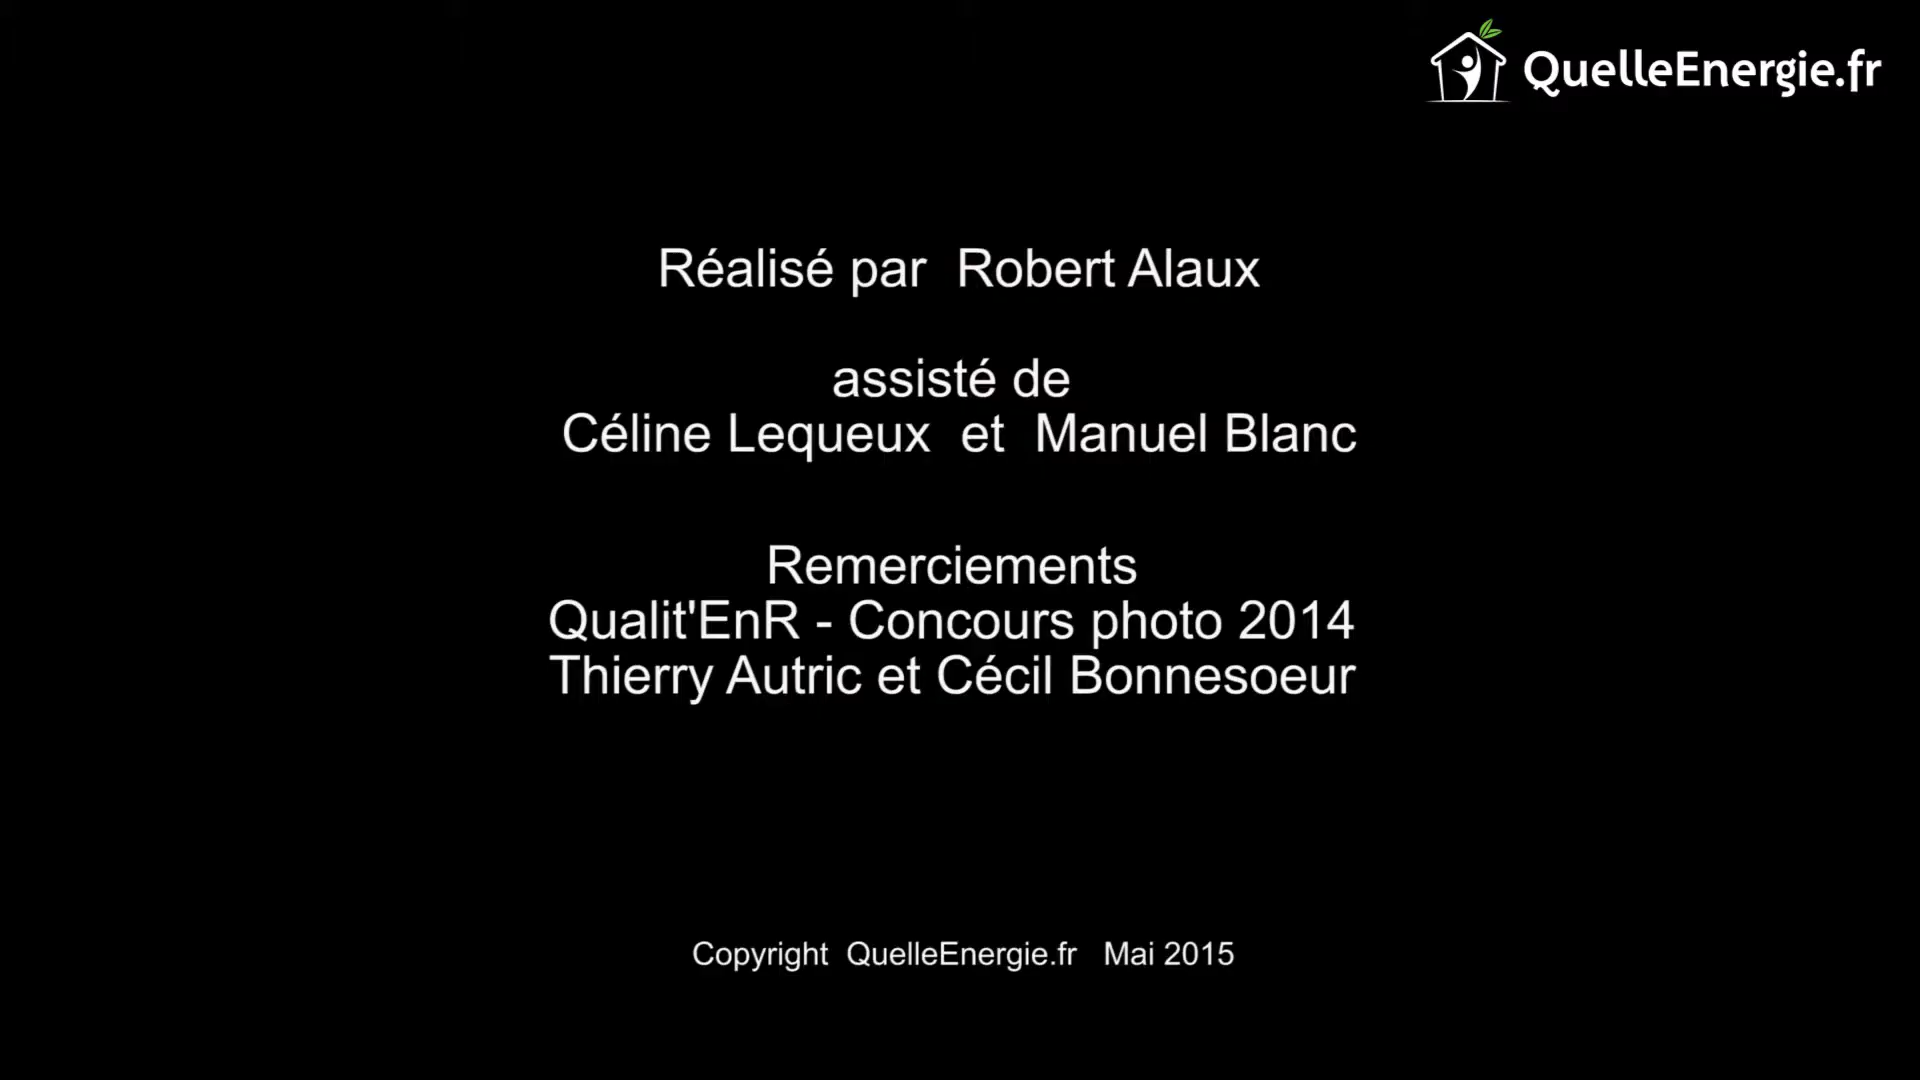 QuelleEnergie.fr
Réalisé par Robert Alaux
assisté de
Céline Lequeux et Manuel Blanc
Remerciements
Qualit'EnR - Concours photo 2014
Thierry Autric et Cécil Bonnesoeur
Copyright QuelleEnergie.fr Mai 2015